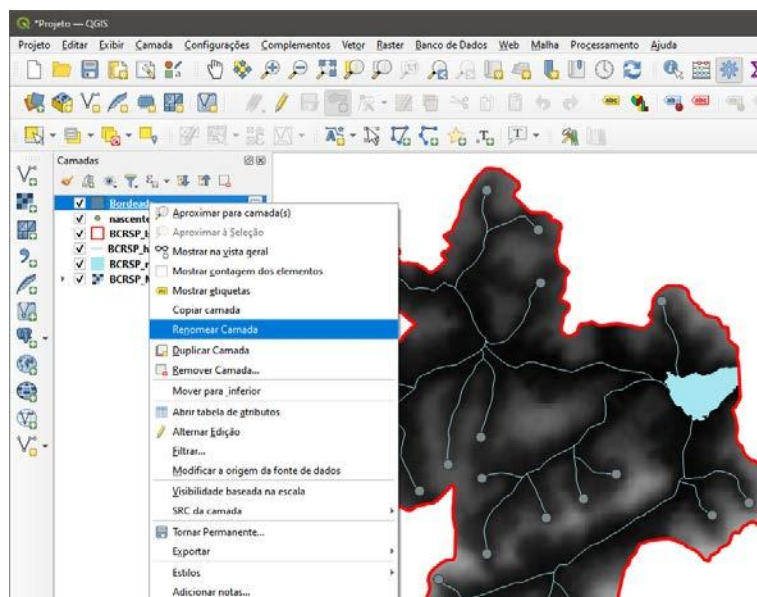 *Projeto — QGIS
Projeto Editar Exibir Camada Configurações Complementos Vetor Raster Banco de Dados Web Malha Processamento Ajuda
Camadas
Bordead
nascente
BCRSP_
BCRSP_h
BCRSP_r
BCRSP_M
Aproximar para camada(s)
Aproximar à Seleção
Mostrar na vista geral
Mostrar contagem dos elementos
Mostrar etiquetas
Copiar camada
Renomear Camada
Duplicar Camada
Remover Camada...
Mover para _inferior
Abrir tabela de atributos
Alternar Edição
Filtrar...
Modificar a origem da fonte de dados
Visibilidade baseada na escala
SRC da camada
Tornar Permanente...
Exportar
Estilos
Adicionar notas...